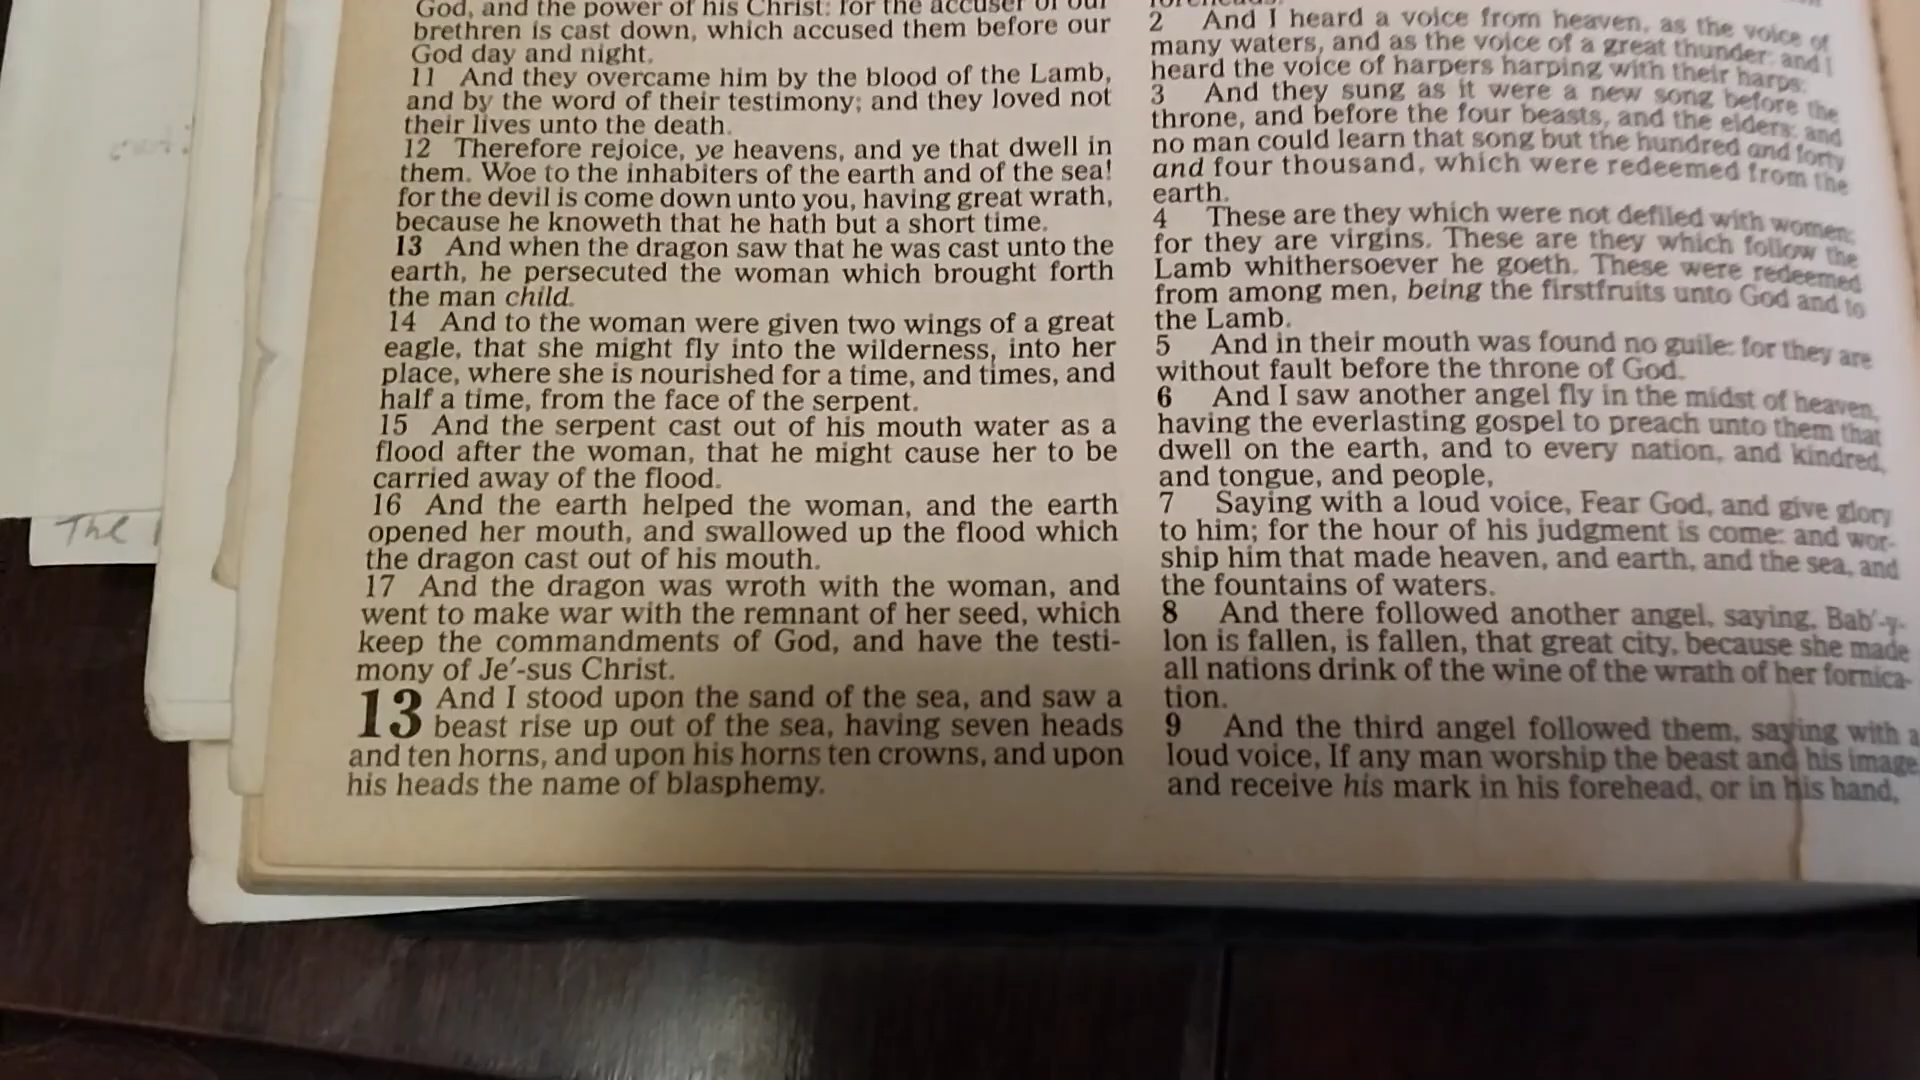 God, and the power of his Christ: for the accuser of our
brethren is cast down, which accused them before our
God day and night.
11 And they overcame him by the blood of the Lamb,
and by the word of their testimony; and they loved not
their lives unto the death.
12 Therefore rejoice, ye heavens, and ye that dwell in
them. Woe to the inhabiters of the earth and of the sea!
for the devil is come down unto you, having great wrath,
because he knoweth that he hath but a short time.
13 And when the dragon saw that he was cast unto the
earth, he persecuted the woman which brought forth
the man child.
14 And to the woman were given two wings of a great
eagle, that she might fly into the wilderness, into her
place, where she is nourished for a time, and times, and
half a time, from the face of the serpent.
15 And the serpent cast out of his mouth water as a
flood after the woman, that he might cause her to be
carried away of the flood.
16 And the earth helped the woman, and the earth
opened her mouth, and swallowed up the flood which
the dragon cast out of his mouth.
17 And the dragon was wroth with the woman, and
went to make war with the remnant of her seed, which
keep the commandments of God, and have the testi-
mony of Je′-sus Christ.
13 And I stood upon the sand of the sea, and saw a
beast rise up out of the sea, having seven heads
and ten horns, and upon his horns ten crowns, and upon
his heads the name of blasphemy.
2 And I heard a voice from heaven, as the voice of
many waters, and as the voice of a great thunder: and I
heard the voice of harpers harping with their harps:
3 And they sung as it were a new song before the
throne, and before the four beasts, and the elders: and
no man could learn that song but the hundred and forty
and four thousand, which were redeemed from the
earth.
4 These are they which were not defiled with women;
for they are virgins. These are they which follow the
Lamb whithersoever he goeth. These were redeemed
from among men, being the firstfruits unto God and to
the Lamb.
5 And in their mouth was found no guile: for they are
without fault before the throne of God.
6 And I saw another angel fly in the midst of heaven,
having the everlasting gospel to preach unto them that
dwell on the earth, and to every nation, and kindred,
and tongue, and people,
7 Saying with a loud voice, Fear God, and give glory
to him; for the hour of his judgment is come: and wor-
ship him that made heaven, and earth, and the sea, and
the fountains of waters.
8 And there followed another angel, saying, Bab′-y-
lon is fallen, is fallen, that great city, because she made
all nations drink of the wine of the wrath of her fornica-
tion.
9 And the third angel followed them, saying with a
loud voice, If any man worship the beast and his image,
and receive his mark in his forehead, or in his hand,
The